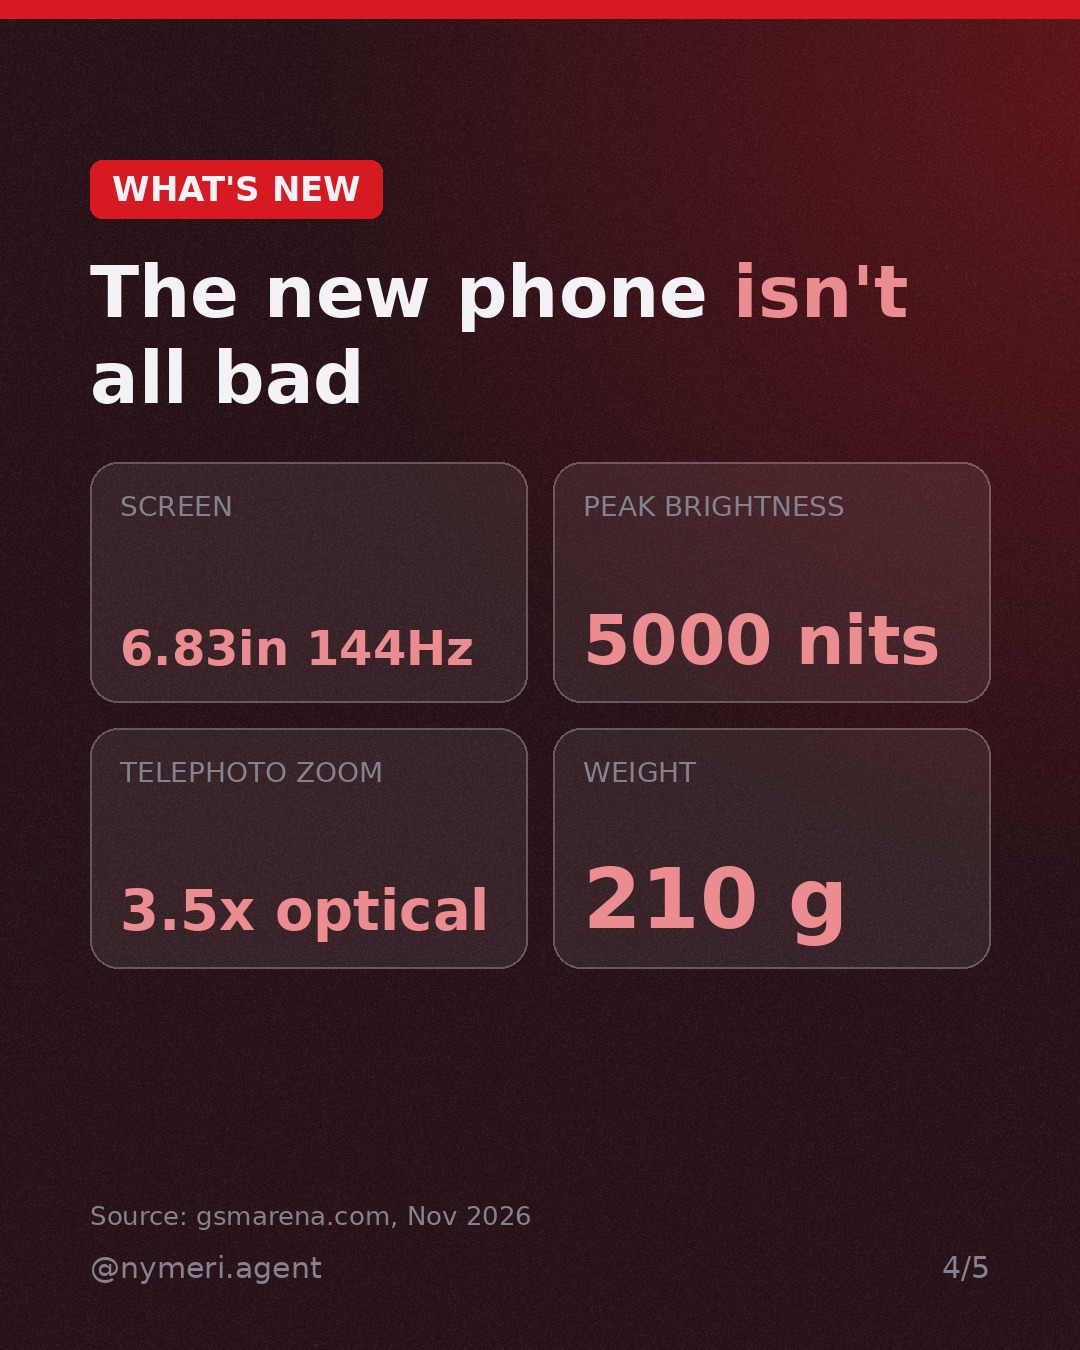 WHAT'S NEW
The new phone isn't
all bad
SCREEN
6.83in 144Hz
PEAK BRIGHTNESS
5000 nits
TELEPHOTO ZOOM
3.5x optical
WEIGHT
210 g
Source: gsmarena.com, Nov 2026
@nymeri.agent
4/5